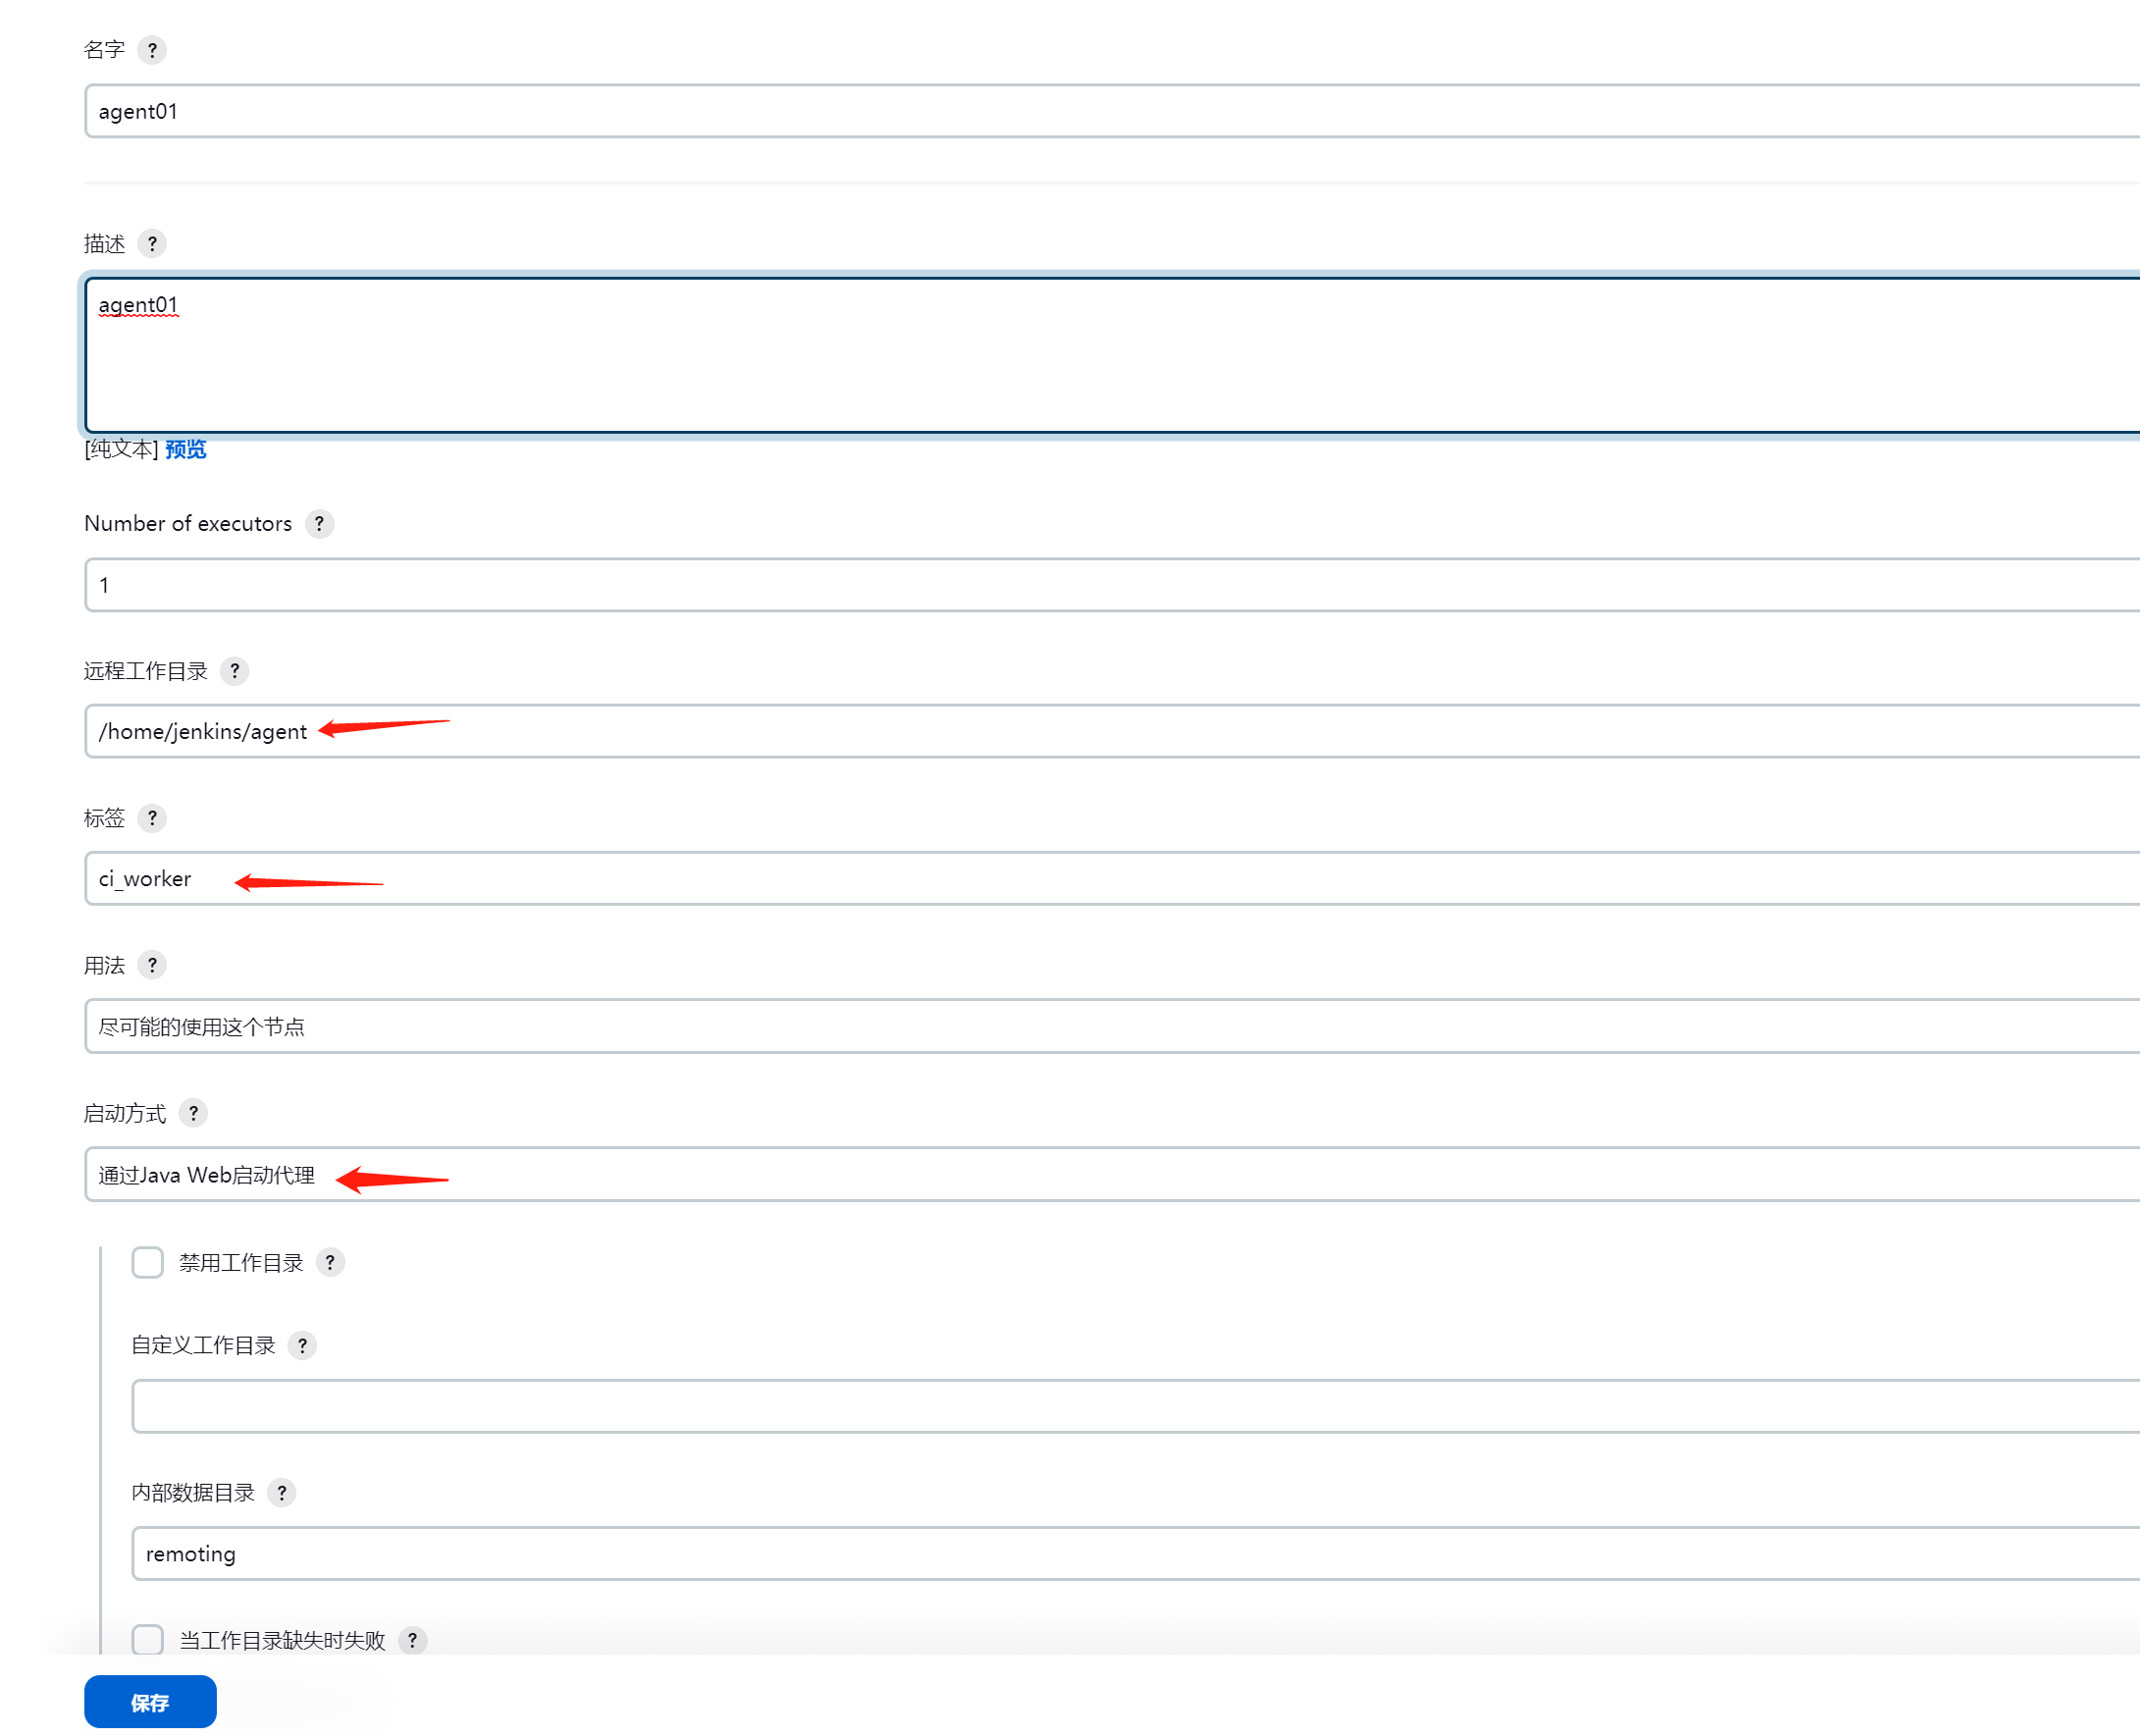 名字 ?
agent01
描述 ?
agent01
[纯文本] 预览
Number of executors ?
1
远程工作目录 ?
/home/jenkins/agent
标签 ?
ci_worker
用法 ?
尽可能的使用这个节点
启动方式 ?
通过Java Web启动代理
禁用工作目录 ?
自定义工作目录 ?
内部数据目录 ?
remoting
当工作目录缺失时失败 ?
保存